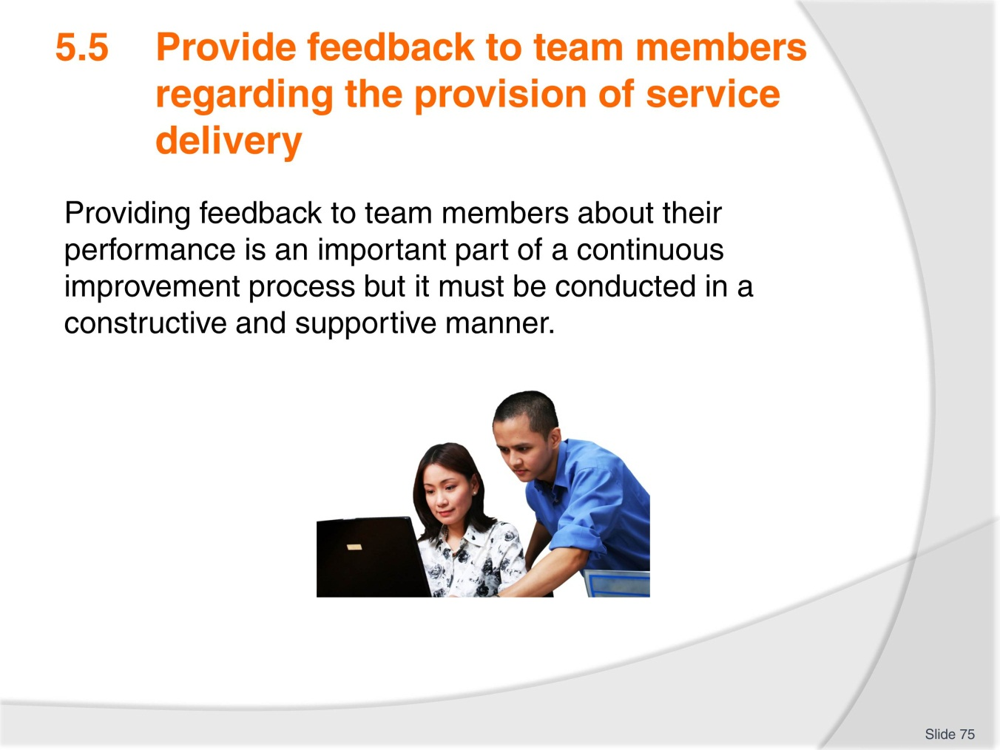 5.5 Provide feedback to team members
regarding the provision of service
delivery
Providing feedback to team members about their
performance is an important part of a continuous
improvement process but it must be conducted in a
constructive and supportive manner.
Slide 75